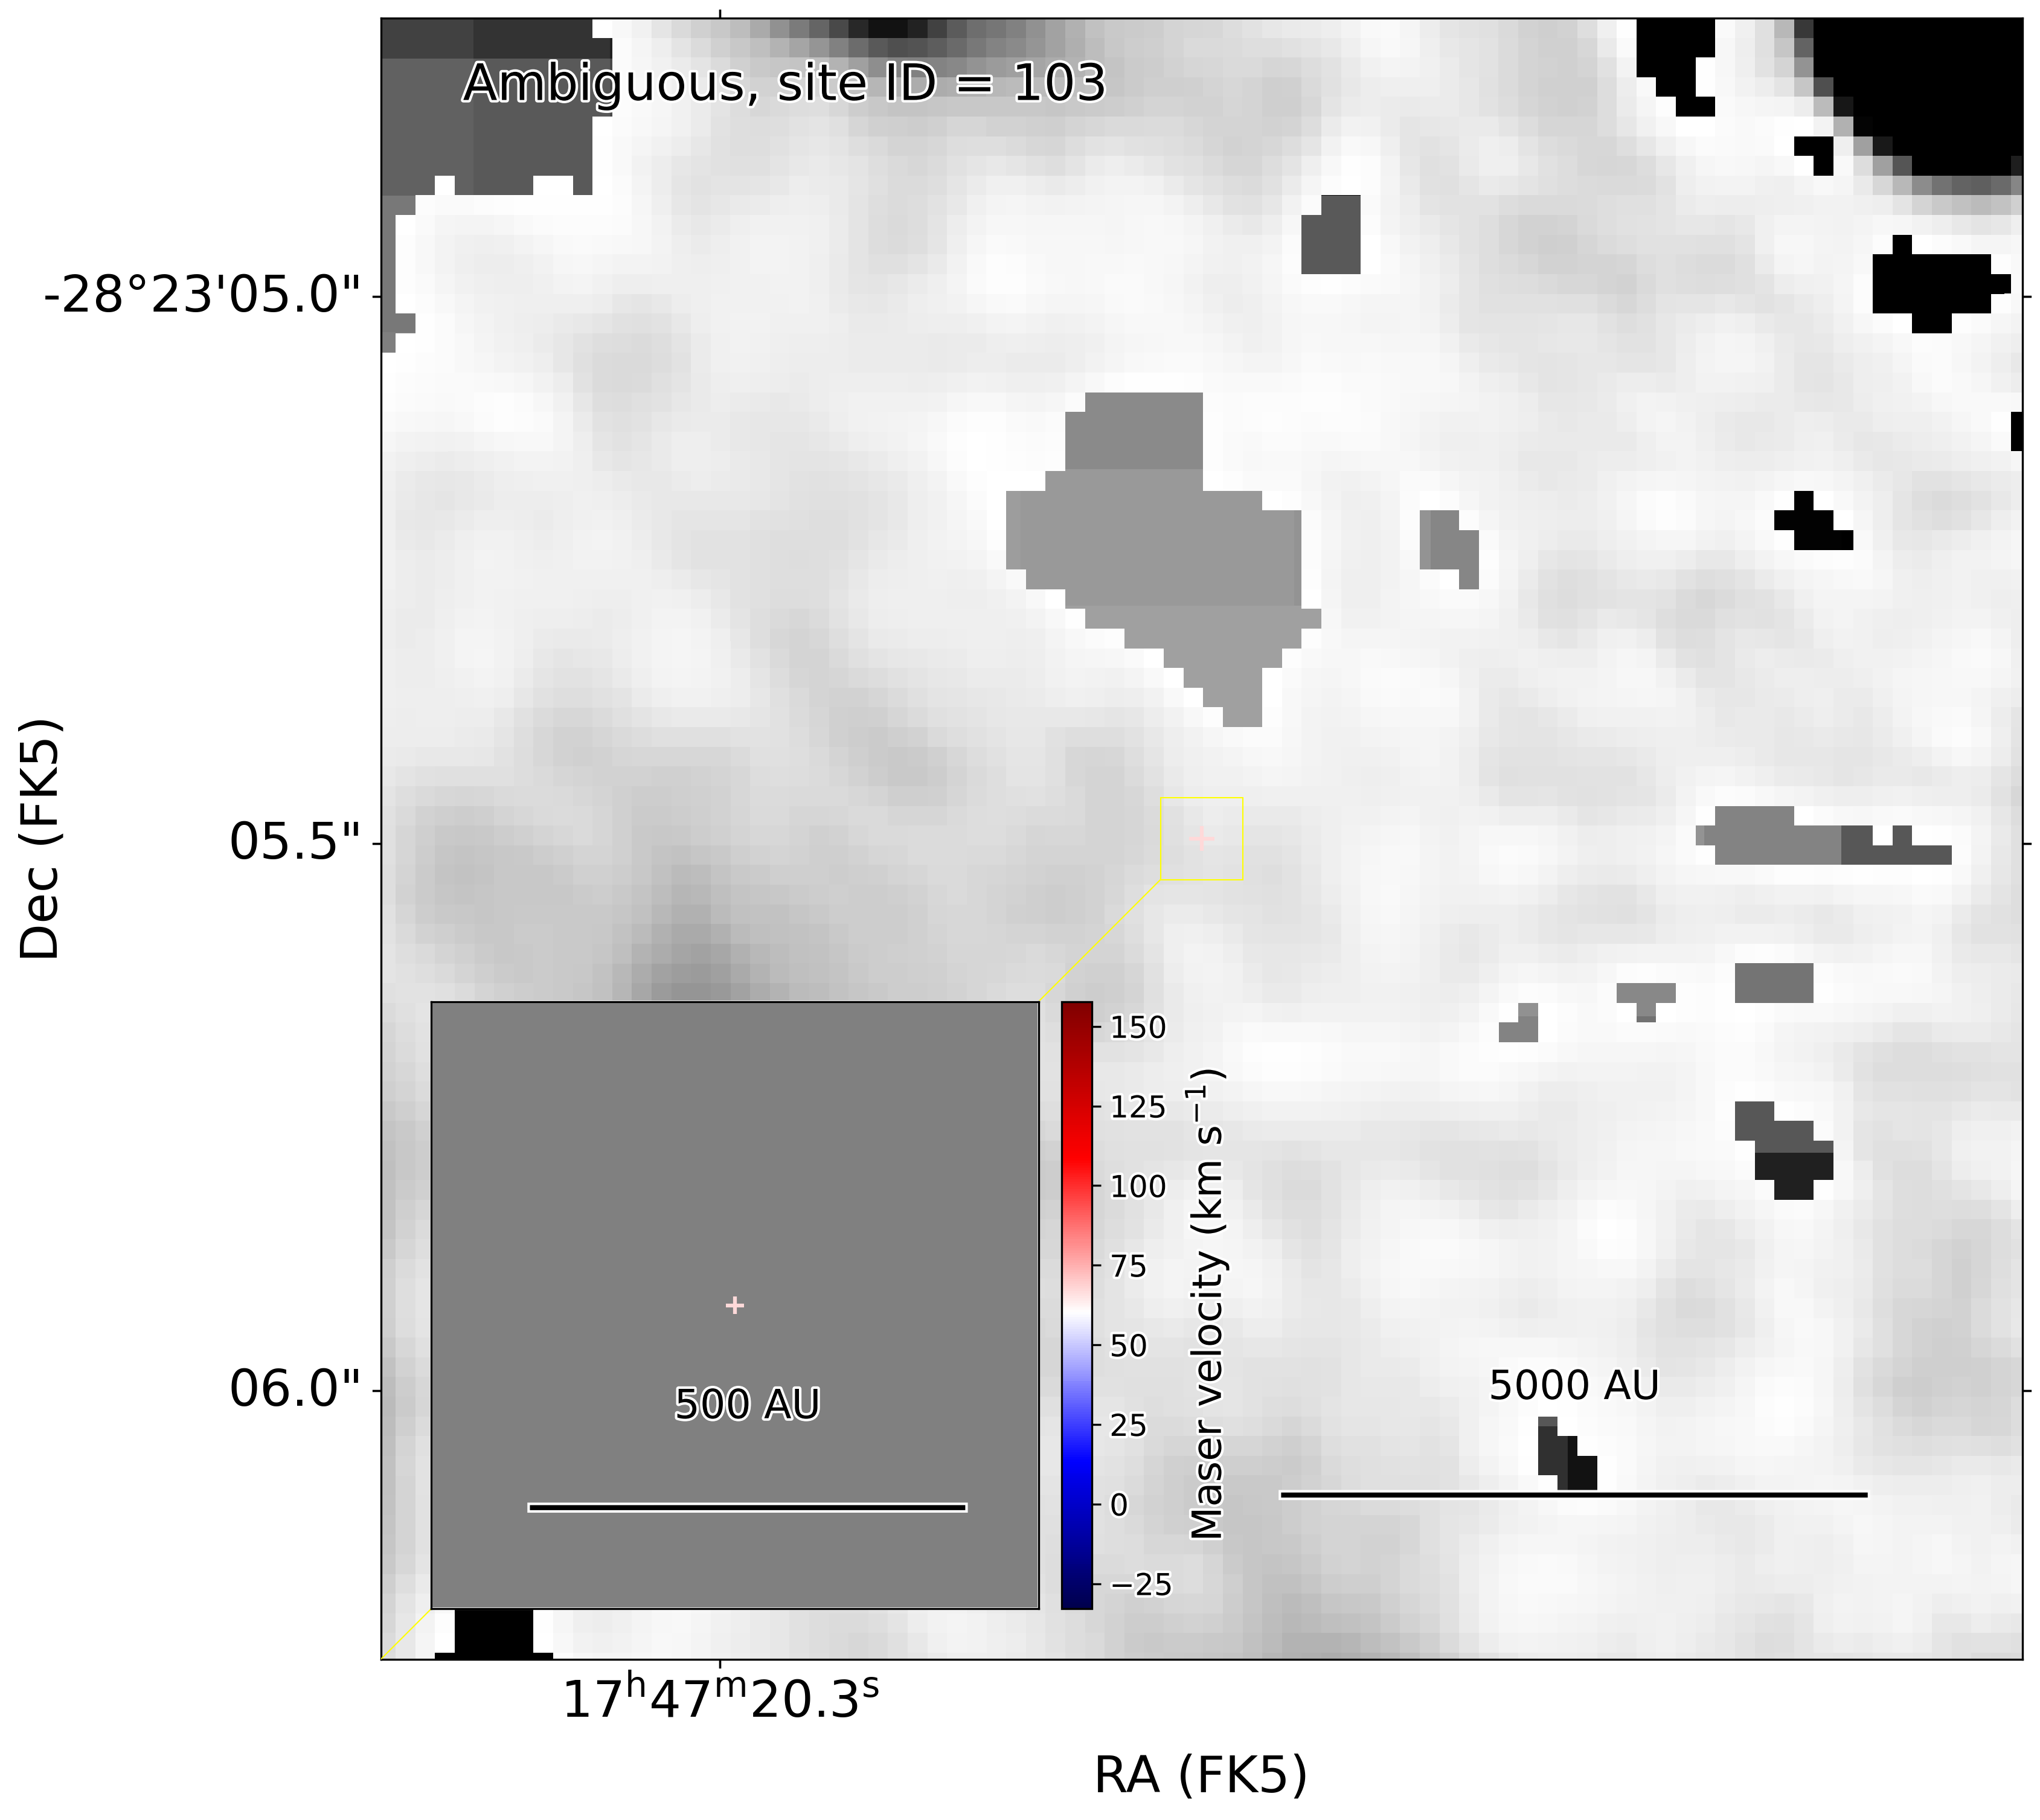 Ambiguous, site ID = 103
-28°23'05.0"
05.5"
06.0"
Dec (FK5)
500 AU
150
125
100
75
50
25
0
−25
Maser velocity (km s⁻¹)
5000 AU
17ʰ47ᵐ20.3ˢ
RA (FK5)